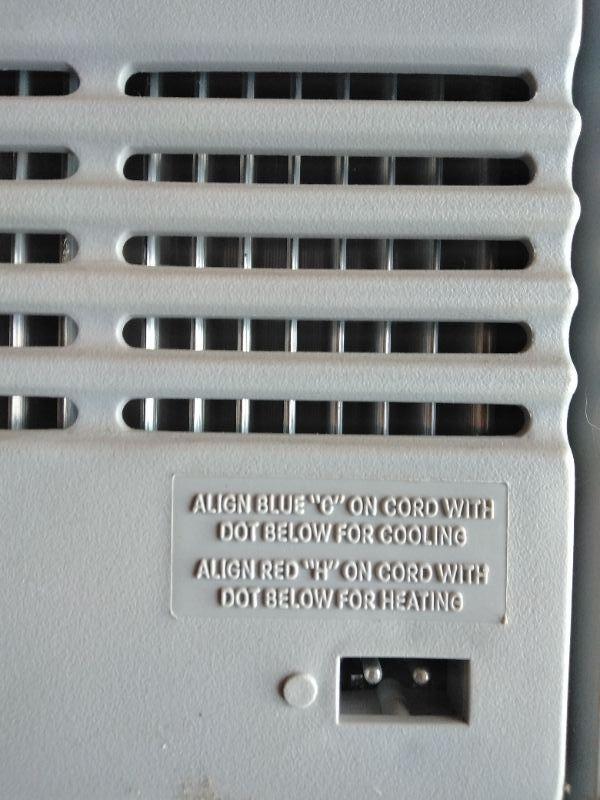 ALIGN BLUE "C" ON CORD WITH
DOT BELOW FOR COOLING
ALIGN RED "H" ON CORD WITH
DOT BELOW FOR HEATING